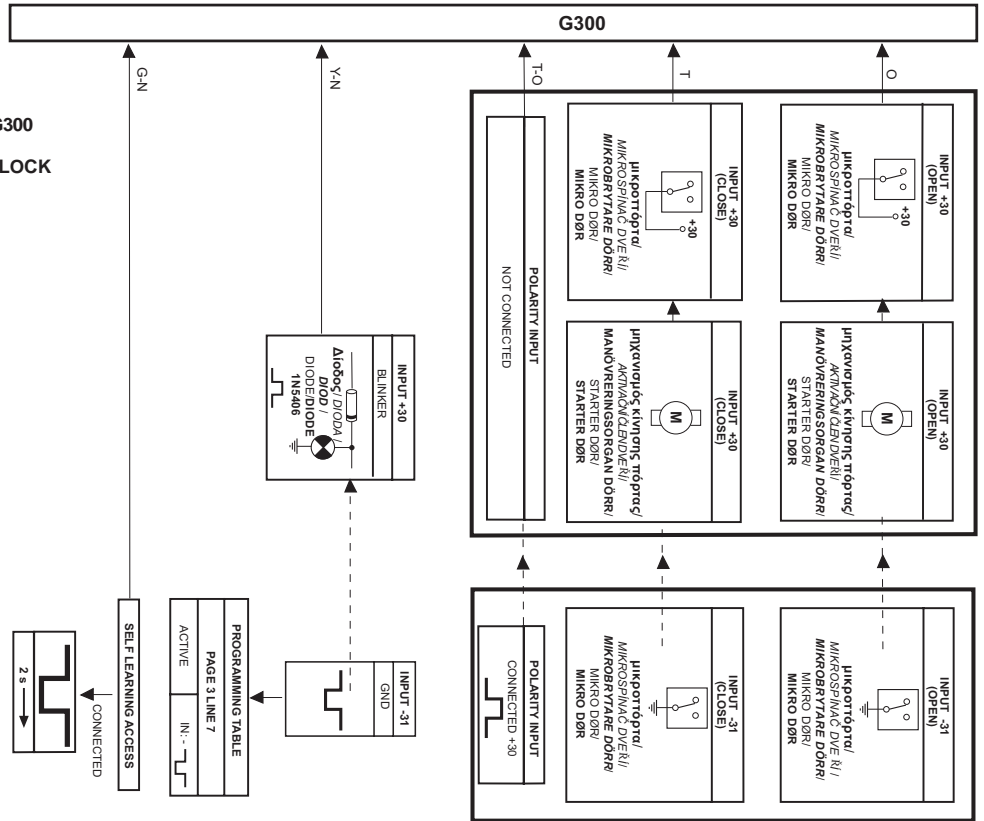 G300
G-N
Y-N
T-O
T
O
G300
LOCK
INPUT +30
(OPEN)
+30
μικροπόρτα/
MIKROSPÍNAČ DVEŘÍ/
MIKROBRYTARE DÖRR/
MIKRO DØR/
MIKRO DØR
INPUT +30
(CLOSE)
+30
μικροπόρτα/
MIKROSPÍNAČ DVEŘÍ/
MIKROBRYTARE DÖRR/
MIKRO DØR/
MIKRO DØR
POLARITY INPUT
NOT CONNECTED
INPUT +30
(OPEN)
M
μηχανισμός κίνησης πόρτας/
AKTIVAČNÍ ČLEN DVEŘÍ/
MANÖVRERINGSORGAN DÖRR/
STARTER DØR/
STARTER DØR
INPUT +30
(CLOSE)
M
μηχανισμός κίνησης πόρτας/
AKTIVAČNÍ ČLEN DVEŘÍ/
MANÖVRERINGSORGAN DÖRR/
STARTER DØR/
STARTER DØR
INPUT +30
BLINKER
Δίοδος/ DIODA /
DIOD /
DIODE/DIODE
1N5406
INPUT -31
(OPEN)
μικροπόρτα/
MIKROSPÍNAČ DVEŘÍ/
MIKROBRYTARE DÖRR/
MIKRO DØR/
MIKRO DØR
INPUT -31
(CLOSE)
μικροπόρτα/
MIKROSPÍNAČ DVEŘÍ/
MIKROBRYTARE DÖRR/
MIKRO DØR/
MIKRO DØR
POLARITY INPUT
CONNECTED +30
INPUT -31
GND
PROGRAMMING TABLE
PAGE 3 LINE 7
ACTIVE
IN: -
SELF LEARNING ACCESS
CONNECTED
2 s